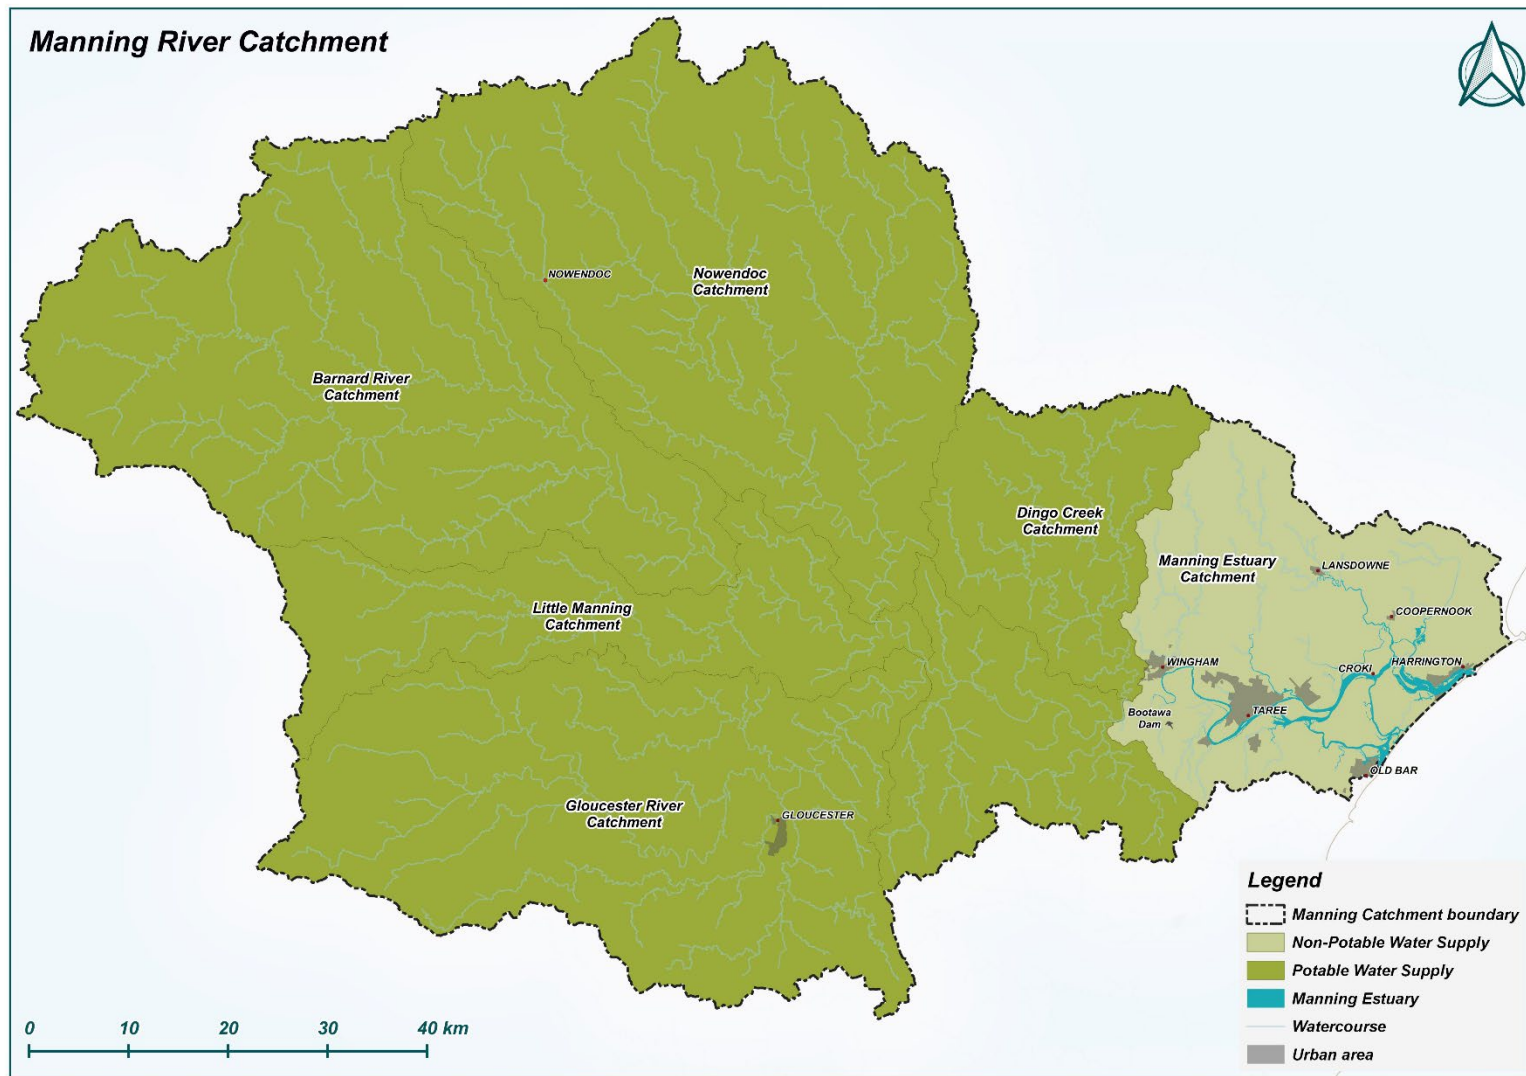 Manning River Catchment
NOWENDOC
Nowendoc
Catchment
Barnard River
Catchment
Dingo Creek
Catchment
Manning Estuary
Catchment
LANSDOWNE
Little Manning
Catchment
COOPERNOOK
WINGHAM
CROKI
HARRINGTON
Bootawa
Dam
TAREE
OLD BAR
Gloucester River
Catchment
GLOUCESTER
Legend
Manning Catchment boundary
Non-Potable Water Supply
Potable Water Supply
Manning Estuary
Watercourse
Urban area
0 10 20 30 40 km